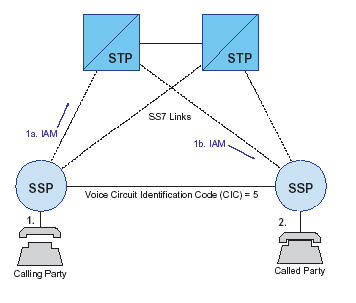 STP
STP
SS7 Links
1a. IAM
1b. IAM
SSP
SSP
Voice Circuit Identification Code (CIC) = 5
1.
2.
Calling Party
Called Party